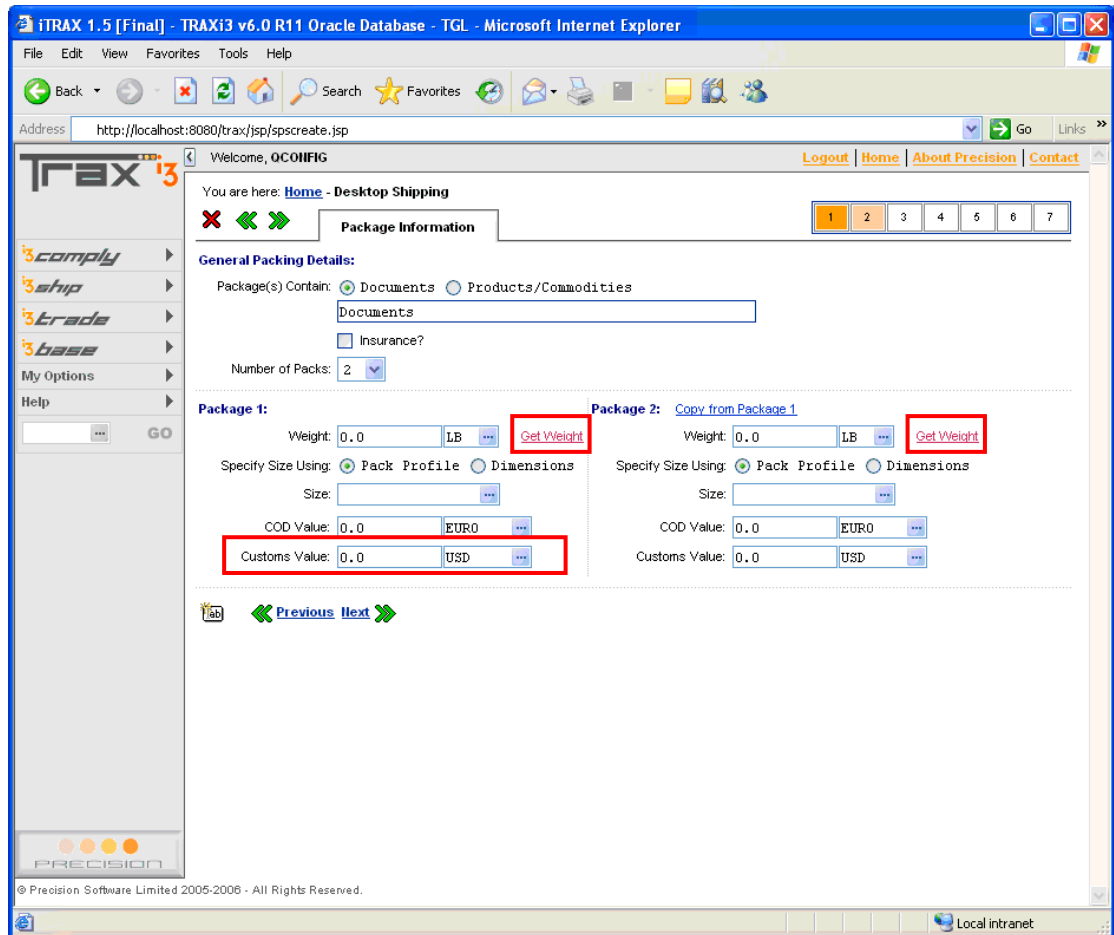 iTRAX 1.5 [Final] - TRAXi3 v6.0 R11 Oracle Database - TGL - Microsoft Internet Explorer
File Edit View Favorites Tools Help
Back Search Favorites
Address http://localhost:8080/trax/jsp/spscreate.jsp Go Links »
Trax i3
Welcome, QCONFIG Logout | Home | About Precision | Contact
You are here: Home - Desktop Shipping
Package Information 1 2 3 4 5 6 7
i3comply
i3ship
i3trade
i3base
My Options
Help
... GO
General Packing Details:
Package(s) Contain: Documents Products/Commodities
Documents
Insurance?
Number of Packs: 2
Package 1: Package 2: Copy from Package 1
Weight: 0.0 LB ... Get Weight Weight: 0.0 LB ... Get Weight
Specify Size Using: Pack Profile Dimensions Specify Size Using: Pack Profile Dimensions
Size: ... Size: ...
COD Value: 0.0 EURO ... COD Value: 0.0 EURO ...
Customs Value: 0.0 USD ... Customs Value: 0.0 USD ...
Tab Previous Next
PRECISION
© Precision Software Limited 2005-2006 - All Rights Reserved.
Local intranet